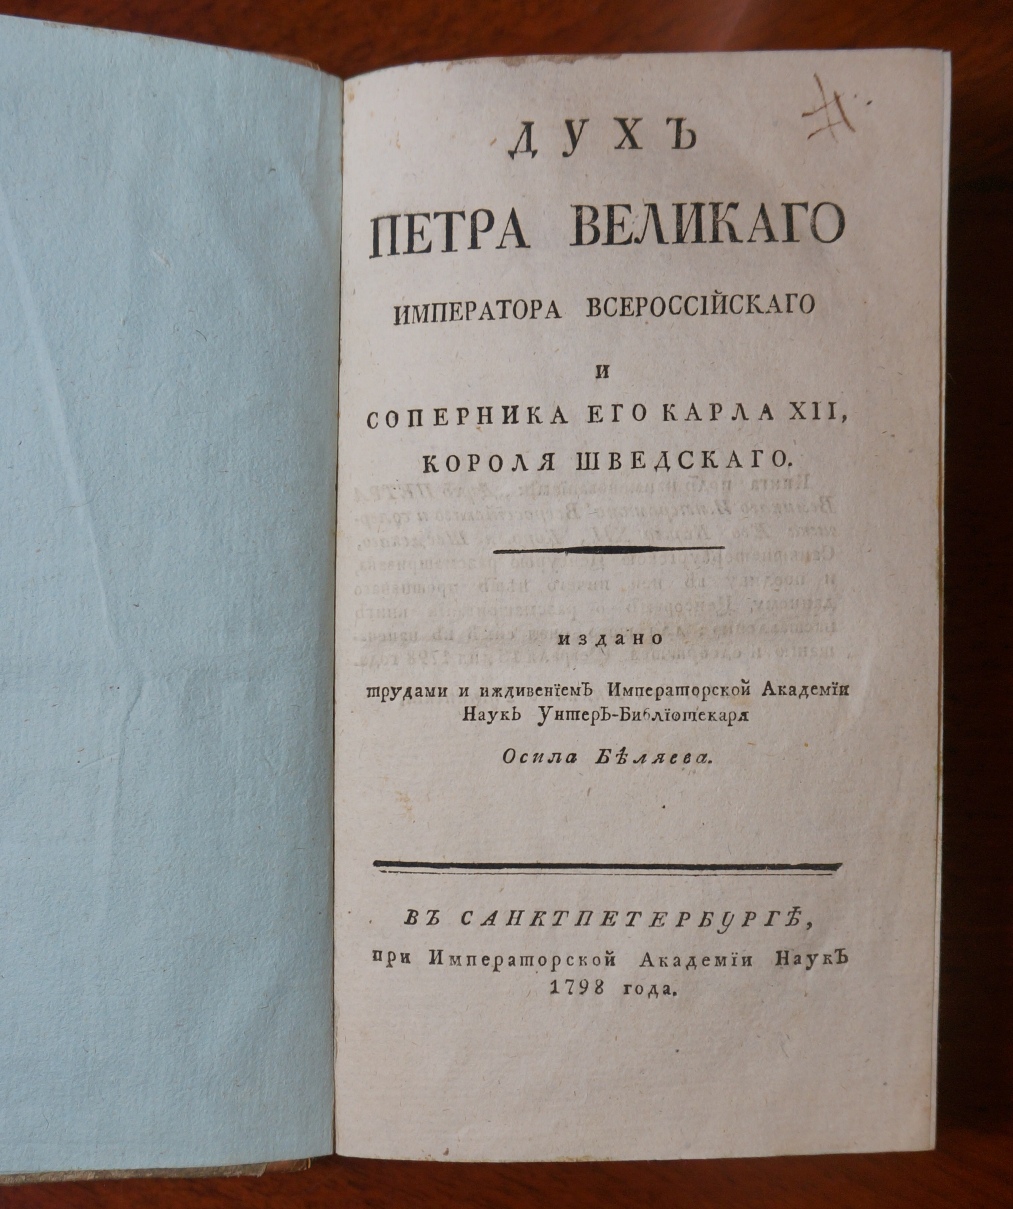 ДУХЪ
ПЕТРА ВЕЛИКАГО
ИМПЕРАТОРА ВСЕРОССІЙСКАГО
И
СОПЕРНИКА ЕГО КАРЛА XII,
КОРОЛЯ ШВЕДСКАГО.
издано
трудами и иждивенїемЪ Императорской Академїи
НаукЬ УнтерЪ-Библїотекаря
Осипа Бѣляева.
ВЪ САНКТПЕТЕРБУРГѢ,
при Императорской Академїи НаукЪ
1798 года.